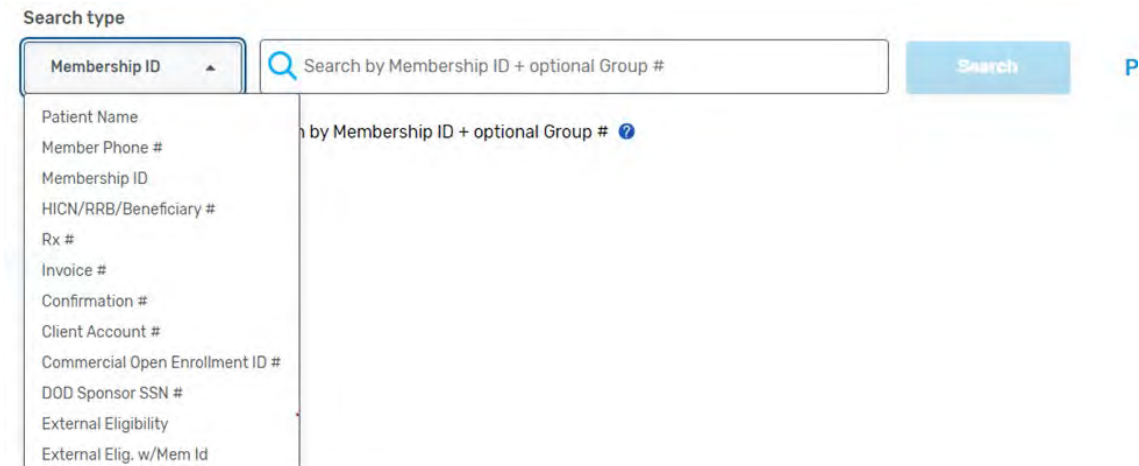 Search type
Membership ID
Search by Membership ID + optional Group #
Search
P
Patient Name
by Membership ID + optional Group #
Member Phone #
Membership ID
HICN/RRB/Beneficiary #
Rx #
Invoice #
Confirmation #
Client Account #
Commercial Open Enrollment ID #
DOD Sponsor SSN #
External Eligibility
External Elig. w/Mem Id